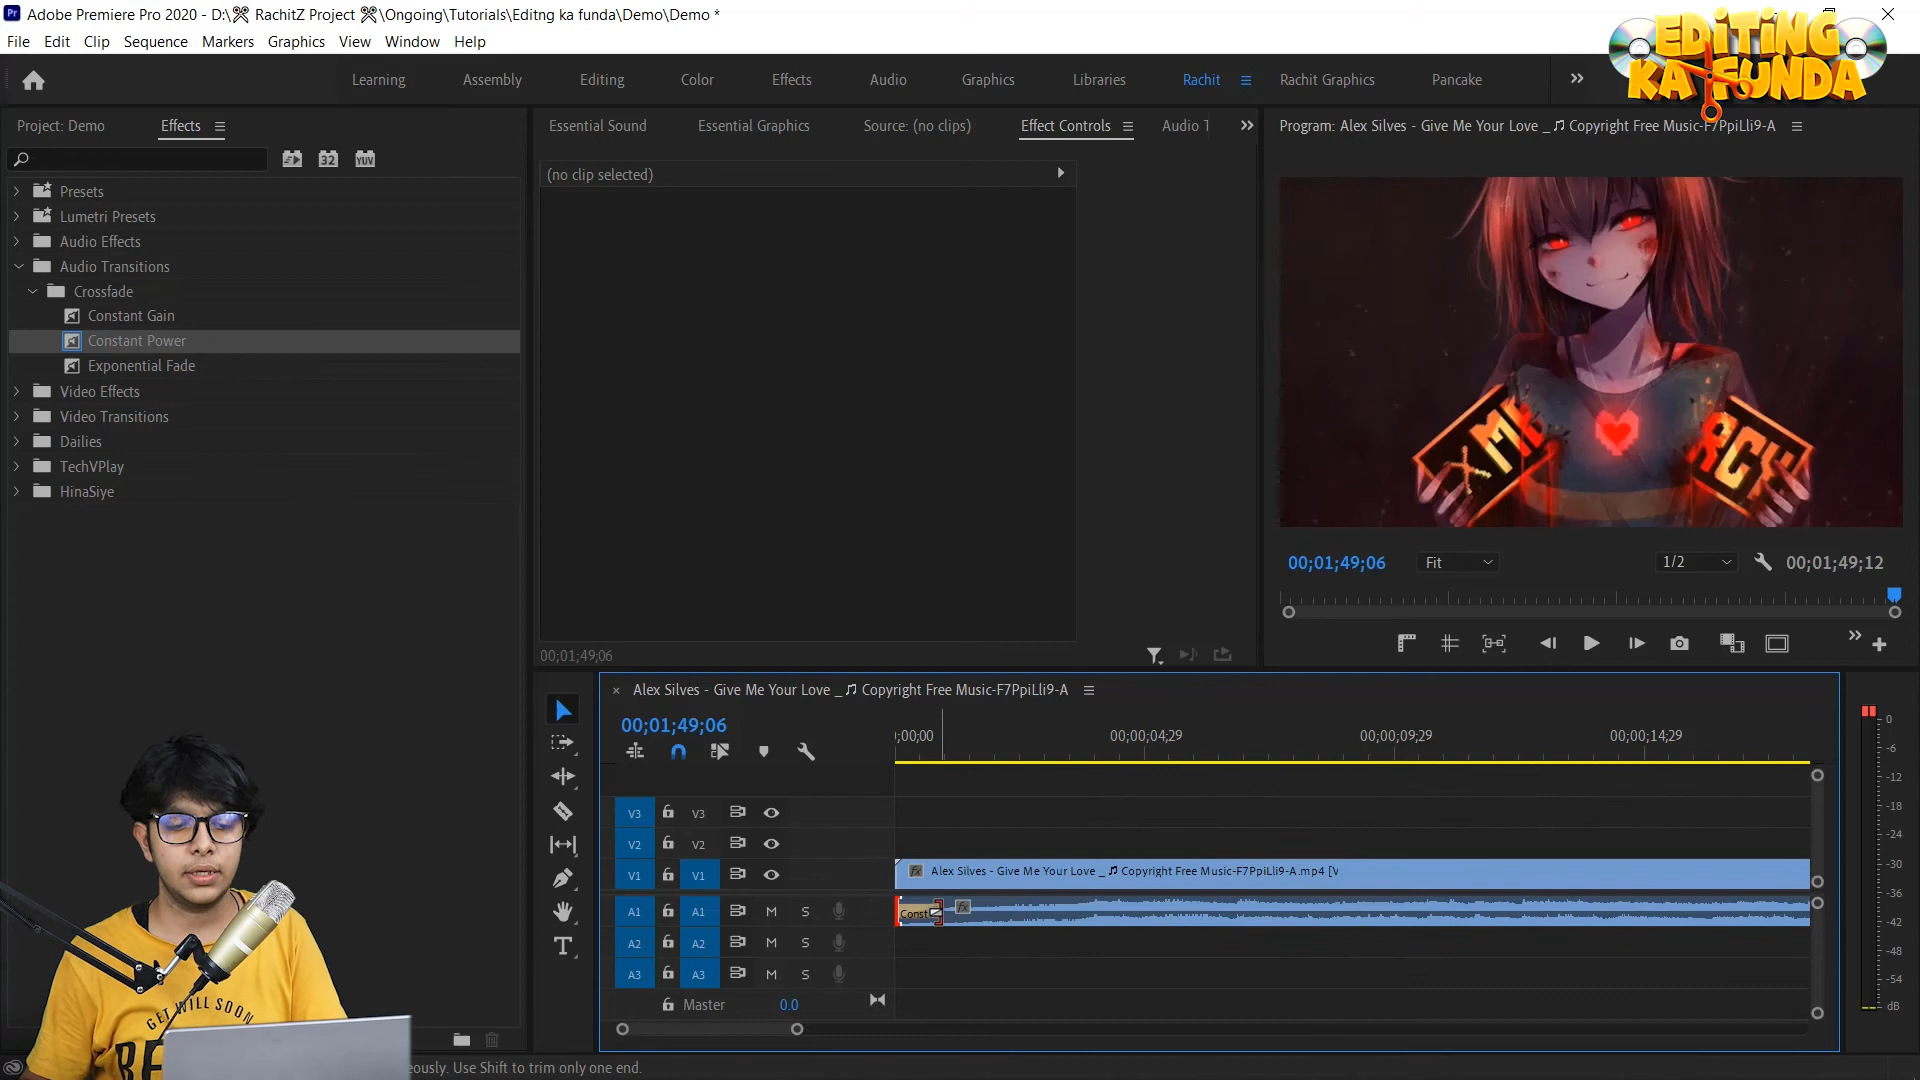 Adobe Premiere Pro 2020 - D:\ RachitZ Project \Ongoing\Tutorials\Editng ka funda\Demo\Demo *
File Edit Clip Sequence Markers Graphics View Window Help
EDITING
KA FUNDA
Learning Assembly Editing Color Effects Audio Graphics Libraries Rachit Rachit Graphics Pancake
Project: Demo Effects
Essential Sound Essential Graphics Source: (no clips) Effect Controls Audio T
Program: Alex Silves - Give Me Your Love _♫ Copyright Free Music-F7PpiLli9-A
32 YUV
(no clip selected)
Presets
Lumetri Presets
Audio Effects
Audio Transitions
Crossfade
Constant Gain
Constant Power
Exponential Fade
Video Effects
Video Transitions
Dailies
TechVPlay
HinaSiye
00;01;49;06 Fit 1/2 00;01;49;12
00;01;49;06
× Alex Silves - Give Me Your Love _♫ Copyright Free Music-F7PpiLli9-A
00;01;49;06
;00;00 00;00;04;29 00;00;09;29 00;00;14;29
V3 V3
V2 V2
V1 V1 fx Alex Silves - Give Me Your Love _♫ Copyright Free Music-F7PpiLli9-A.mp4 [V
A1 A1 M S Const fx
A2 A2 M S
A3 A3 M S
Master 0.0
0
-6
-12
-18
-24
-30
-36
-42
-48
-54
dB
GET WILL SOON
eously. Use Shift to trim only one end.